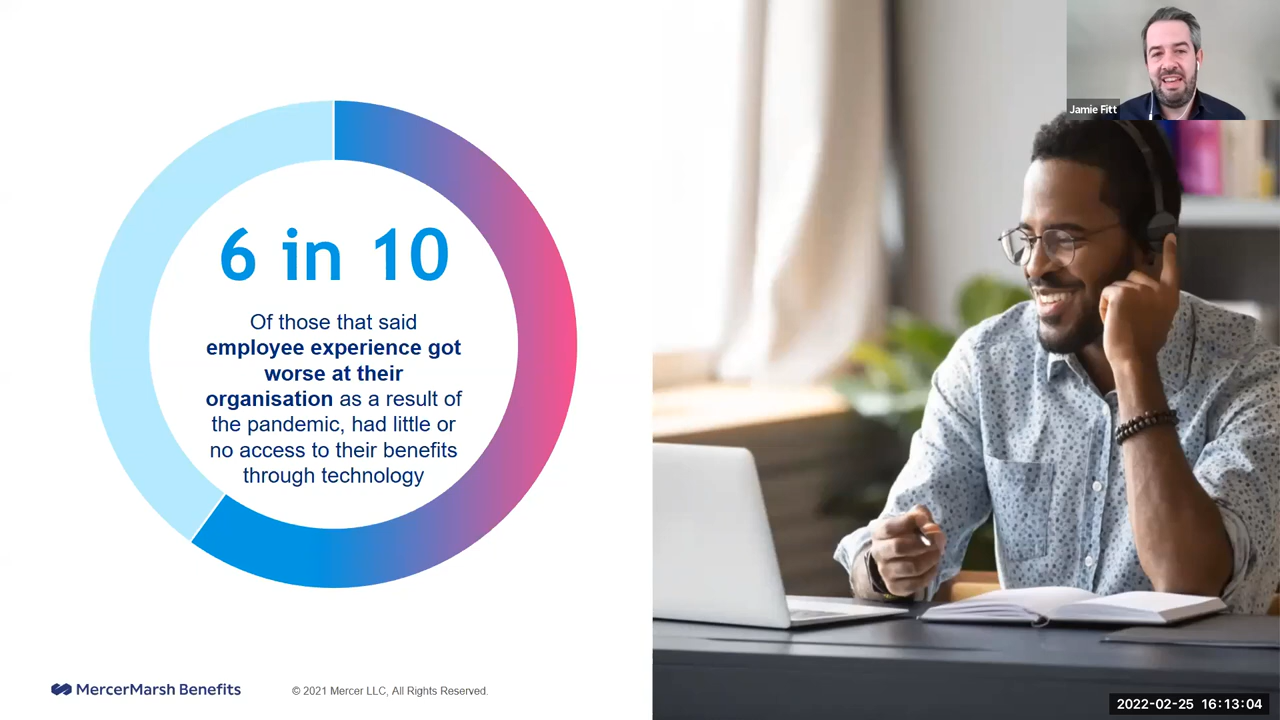 Jamie Fitt
6 in 10
Of those that said
employee experience got
worse at their
organisation as a result of
the pandemic, had little or
no access to their benefits
through technology
MercerMarsh Benefits
© 2021 Mercer LLC, All Rights Reserved.
2022-02-25 16:13:04